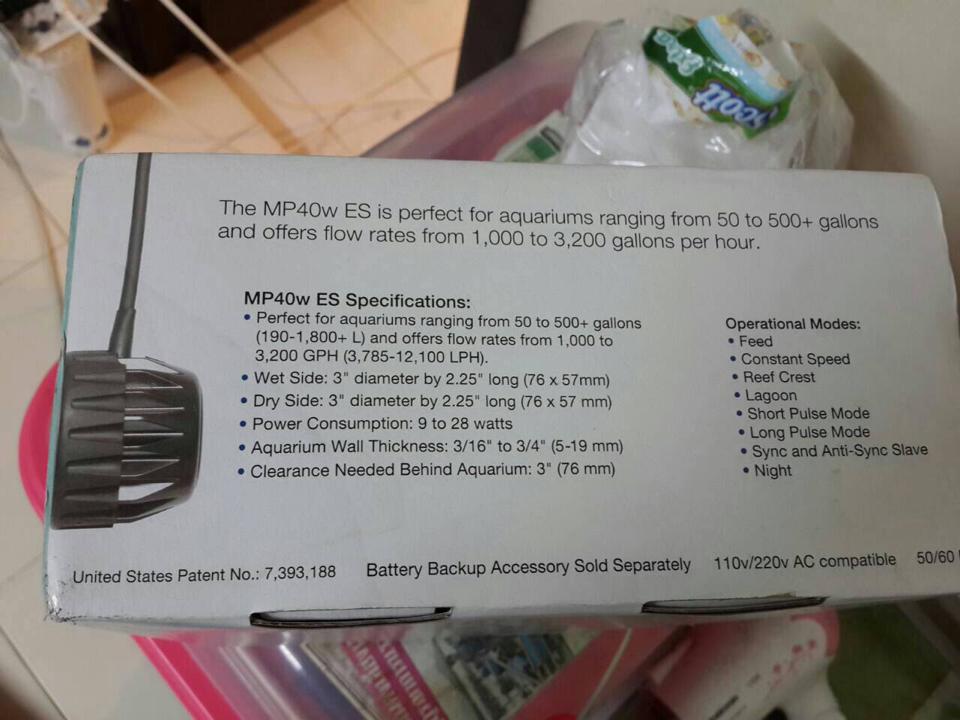 Scott
The MP40w ES is perfect for aquariums ranging from 50 to 500+ gallons
and offers flow rates from 1,000 to 3,200 gallons per hour.
MP40w ES Specifications:
• Perfect for aquariums ranging from 50 to 500+ gallons
(190-1,800+ L) and offers flow rates from 1,000 to
3,200 GPH (3,785-12,100 LPH).
• Wet Side: 3" diameter by 2.25" long (76 x 57mm)
• Dry Side: 3" diameter by 2.25" long (76 x 57 mm)
• Power Consumption: 9 to 28 watts
• Aquarium Wall Thickness: 3/16" to 3/4" (5-19 mm)
• Clearance Needed Behind Aquarium: 3" (76 mm)
Operational Modes:
• Feed
• Constant Speed
• Reef Crest
• Lagoon
• Short Pulse Mode
• Long Pulse Mode
• Sync and Anti-Sync Slave
• Night
United States Patent No.: 7,393,188 Battery Backup Accessory Sold Separately 110v/220v AC compatible 50/60